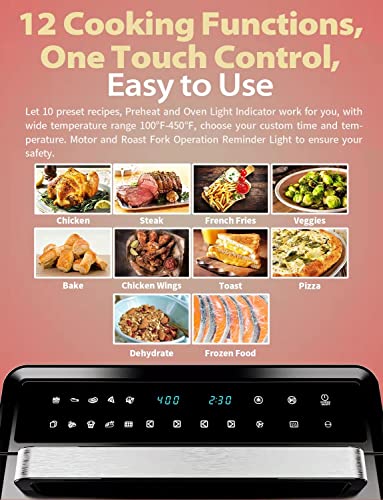 12 Cooking Functions,
One Touch Control,
Easy to Use
Let 10 preset recipes, Preheat and Oven Light Indicator work for you, with
wide temperature range 100°F-450°F, choose your custom time and tem-
perature. Motor and Roast Fork Operation Reminder Light to ensure your
safety.
Chicken Steak French Fries Veggies
Bake Chicken Wings Toast Pizza
Dehydrate Frozen Food
400 2:30